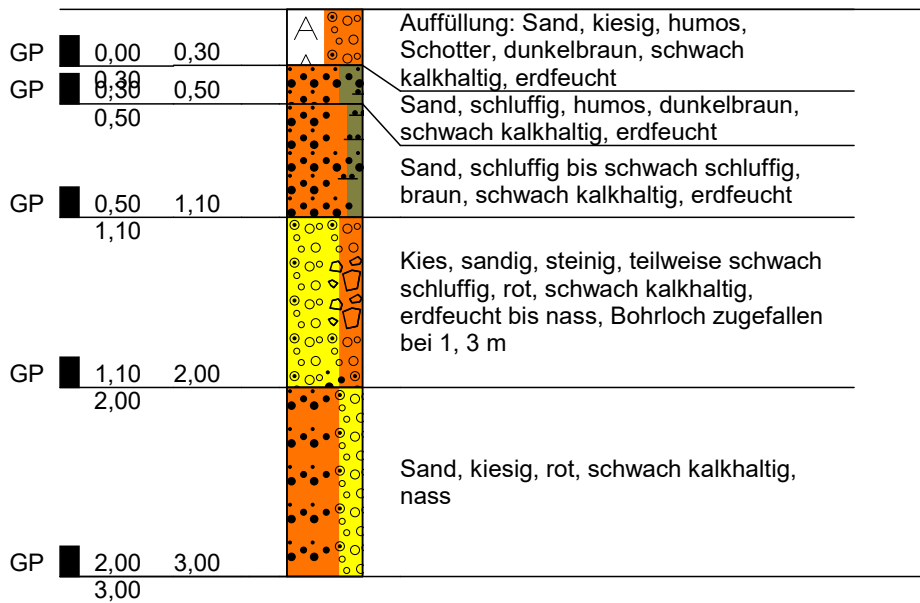 GP 0,00 0,30
0,30
Auffüllung: Sand, kiesig, humos,
Schotter, dunkelbraun, schwach
kalkhaltig, erdfeucht
A
A
GP 0,30 0,50
0,50
Sand, schluffig, humos, dunkelbraun,
schwach kalkhaltig, erdfeucht
GP 0,50 1,10
1,10
Sand, schluffig bis schwach schluffig,
braun, schwach kalkhaltig, erdfeucht
GP 1,10 2,00
2,00
Kies, sandig, steinig, teilweise schwach
schluffig, rot, schwach kalkhaltig,
erdfeucht bis nass, Bohrloch zugefallen
bei 1, 3 m
GP 2,00 3,00
3,00
Sand, kiesig, rot, schwach kalkhaltig,
nass